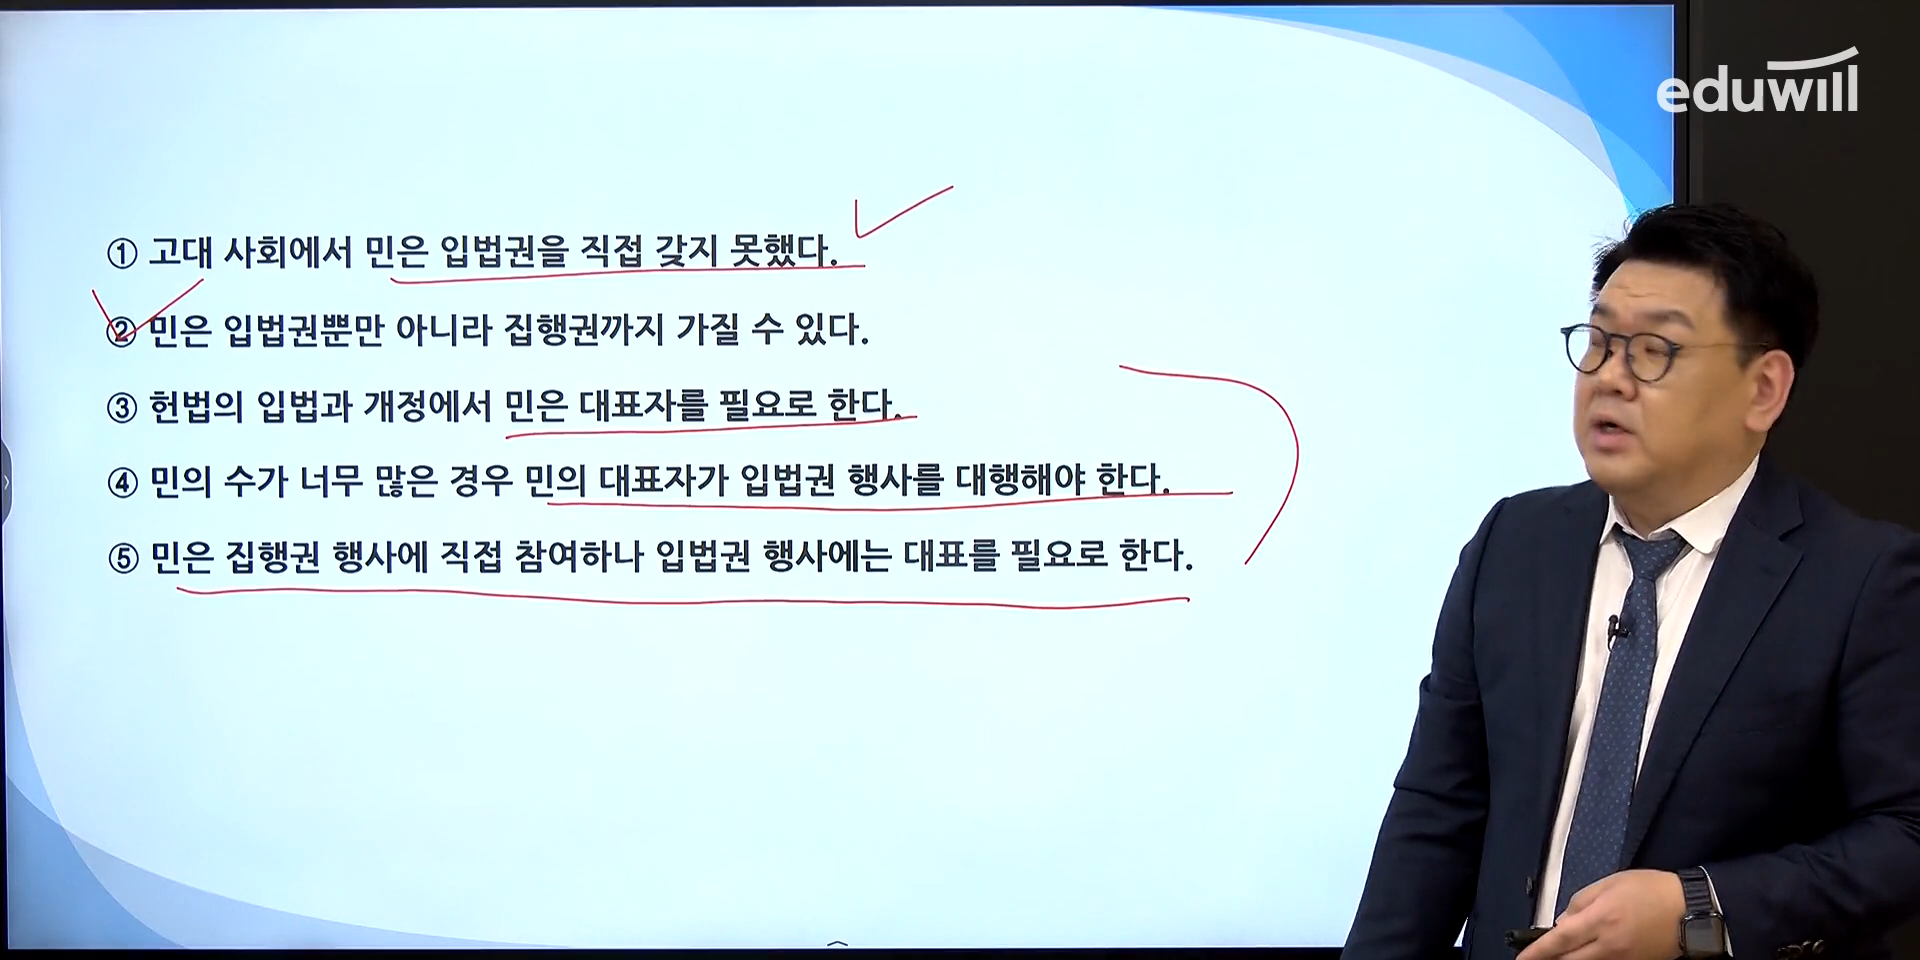 eduwill
① 고대 사회에서 민은 입법권을 직접 갖지 못했다.
② 민은 입법권뿐만 아니라 집행권까지 가질 수 있다.
③ 헌법의 입법과 개정에서 민은 대표자를 필요로 한다.
④ 민의 수가 너무 많은 경우 민의 대표자가 입법권 행사를 대행해야 한다.
⑤ 민은 집행권 행사에 직접 참여하나 입법권 행사에는 대표를 필요로 한다.